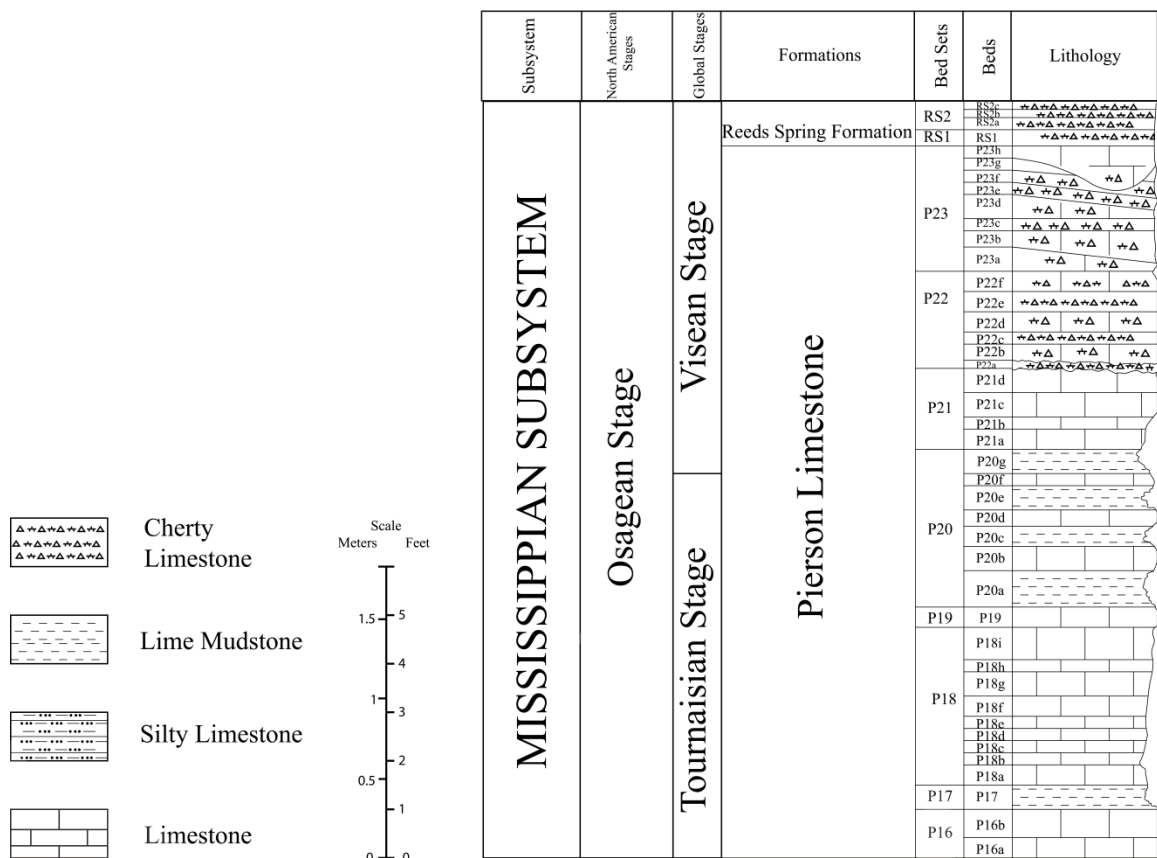 Subsystem
North American
Stages
Global Stages
Formations
Bed Sets
Beds
Lithology
MISSISSIPPIAN SUBSYSTEM
Osagean Stage
Visean Stage
Tournaisian Stage
Reeds Spring Formation
Pierson Limestone
RS2
RS1
P23
P22
P21
P20
P19
P18
P17
P16
RS2c
RS2b
RS2a
RS1
P23h
P23g
P23f
P23e
P23d
P23c
P23b
P23a
P22f
P22e
P22d
P22c
P22b
P22a
P21d
P21c
P21b
P21a
P20g
P20f
P20e
P20d
P20c
P20b
P20a
P19
P18i
P18h
P18g
P18f
P18e
P18d
P18c
P18b
P18a
P17
P16b
P16a
Cherty
Limestone
Lime Mudstone
Silty Limestone
Limestone
Scale
Meters Feet
1.5 5
4
1 3
2
0.5
1
0 0